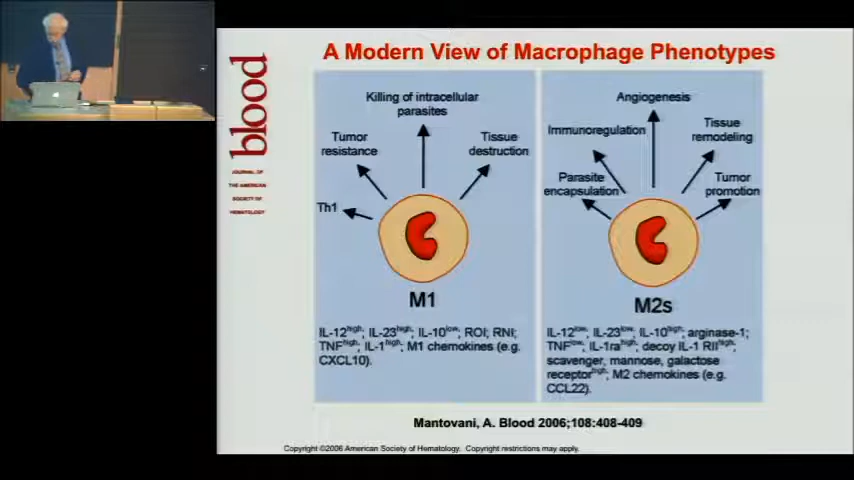 A Modern View of Macrophage Phenotypes
blood
JOURNAL OF
THE AMERICAN
SOCIETY OF
HEMATOLOGY
Killing of intracellular
parasites
Tumor
resistance
Tissue
destruction
Th1
M1
IL-12high; IL-23high; IL-10low; ROI; RNI;
TNFhigh; IL-1high; M1 chemokines (e.g.
CXCL10).
Angiogenesis
Immunoregulation
Tissue
remodeling
Parasite
encapsulation
Tumor
promotion
M2s
IL-12low; IL-23low; IL-10high; arginase-1;
TNFlow; IL-1rahigh; decoy IL-1 RIIhigh;
scavenger, mannose, galactose
receptorhigh; M2 chemokines (e.g.
CCL22).
Mantovani, A. Blood 2006;108:408-409
Copyright ©2006 American Society of Hematology. Copyright restrictions may apply.